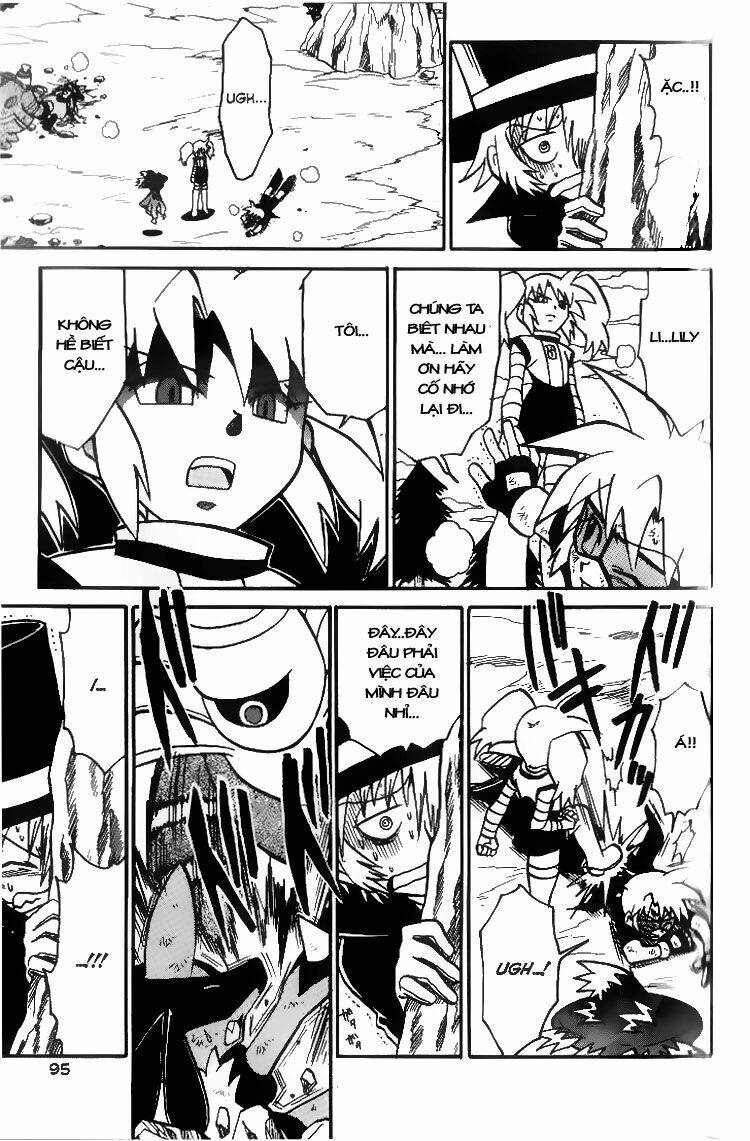 ẶC..!!
UGH...
LI...LILY
CHÚNG TA
BIẾT NHAU
MÀ... LÀM
ƠN HÃY
CỐ NHỚ
LẠI ĐI...
TÔI...
KHÔNG
HỀ BIẾT
CẬU...
Á!!
UGH...!
ĐÂY..ĐÂY
ĐÂU PHẢI
VIỆC CỦA
MÌNH ĐÂU
NHỈ...
...!!!
95